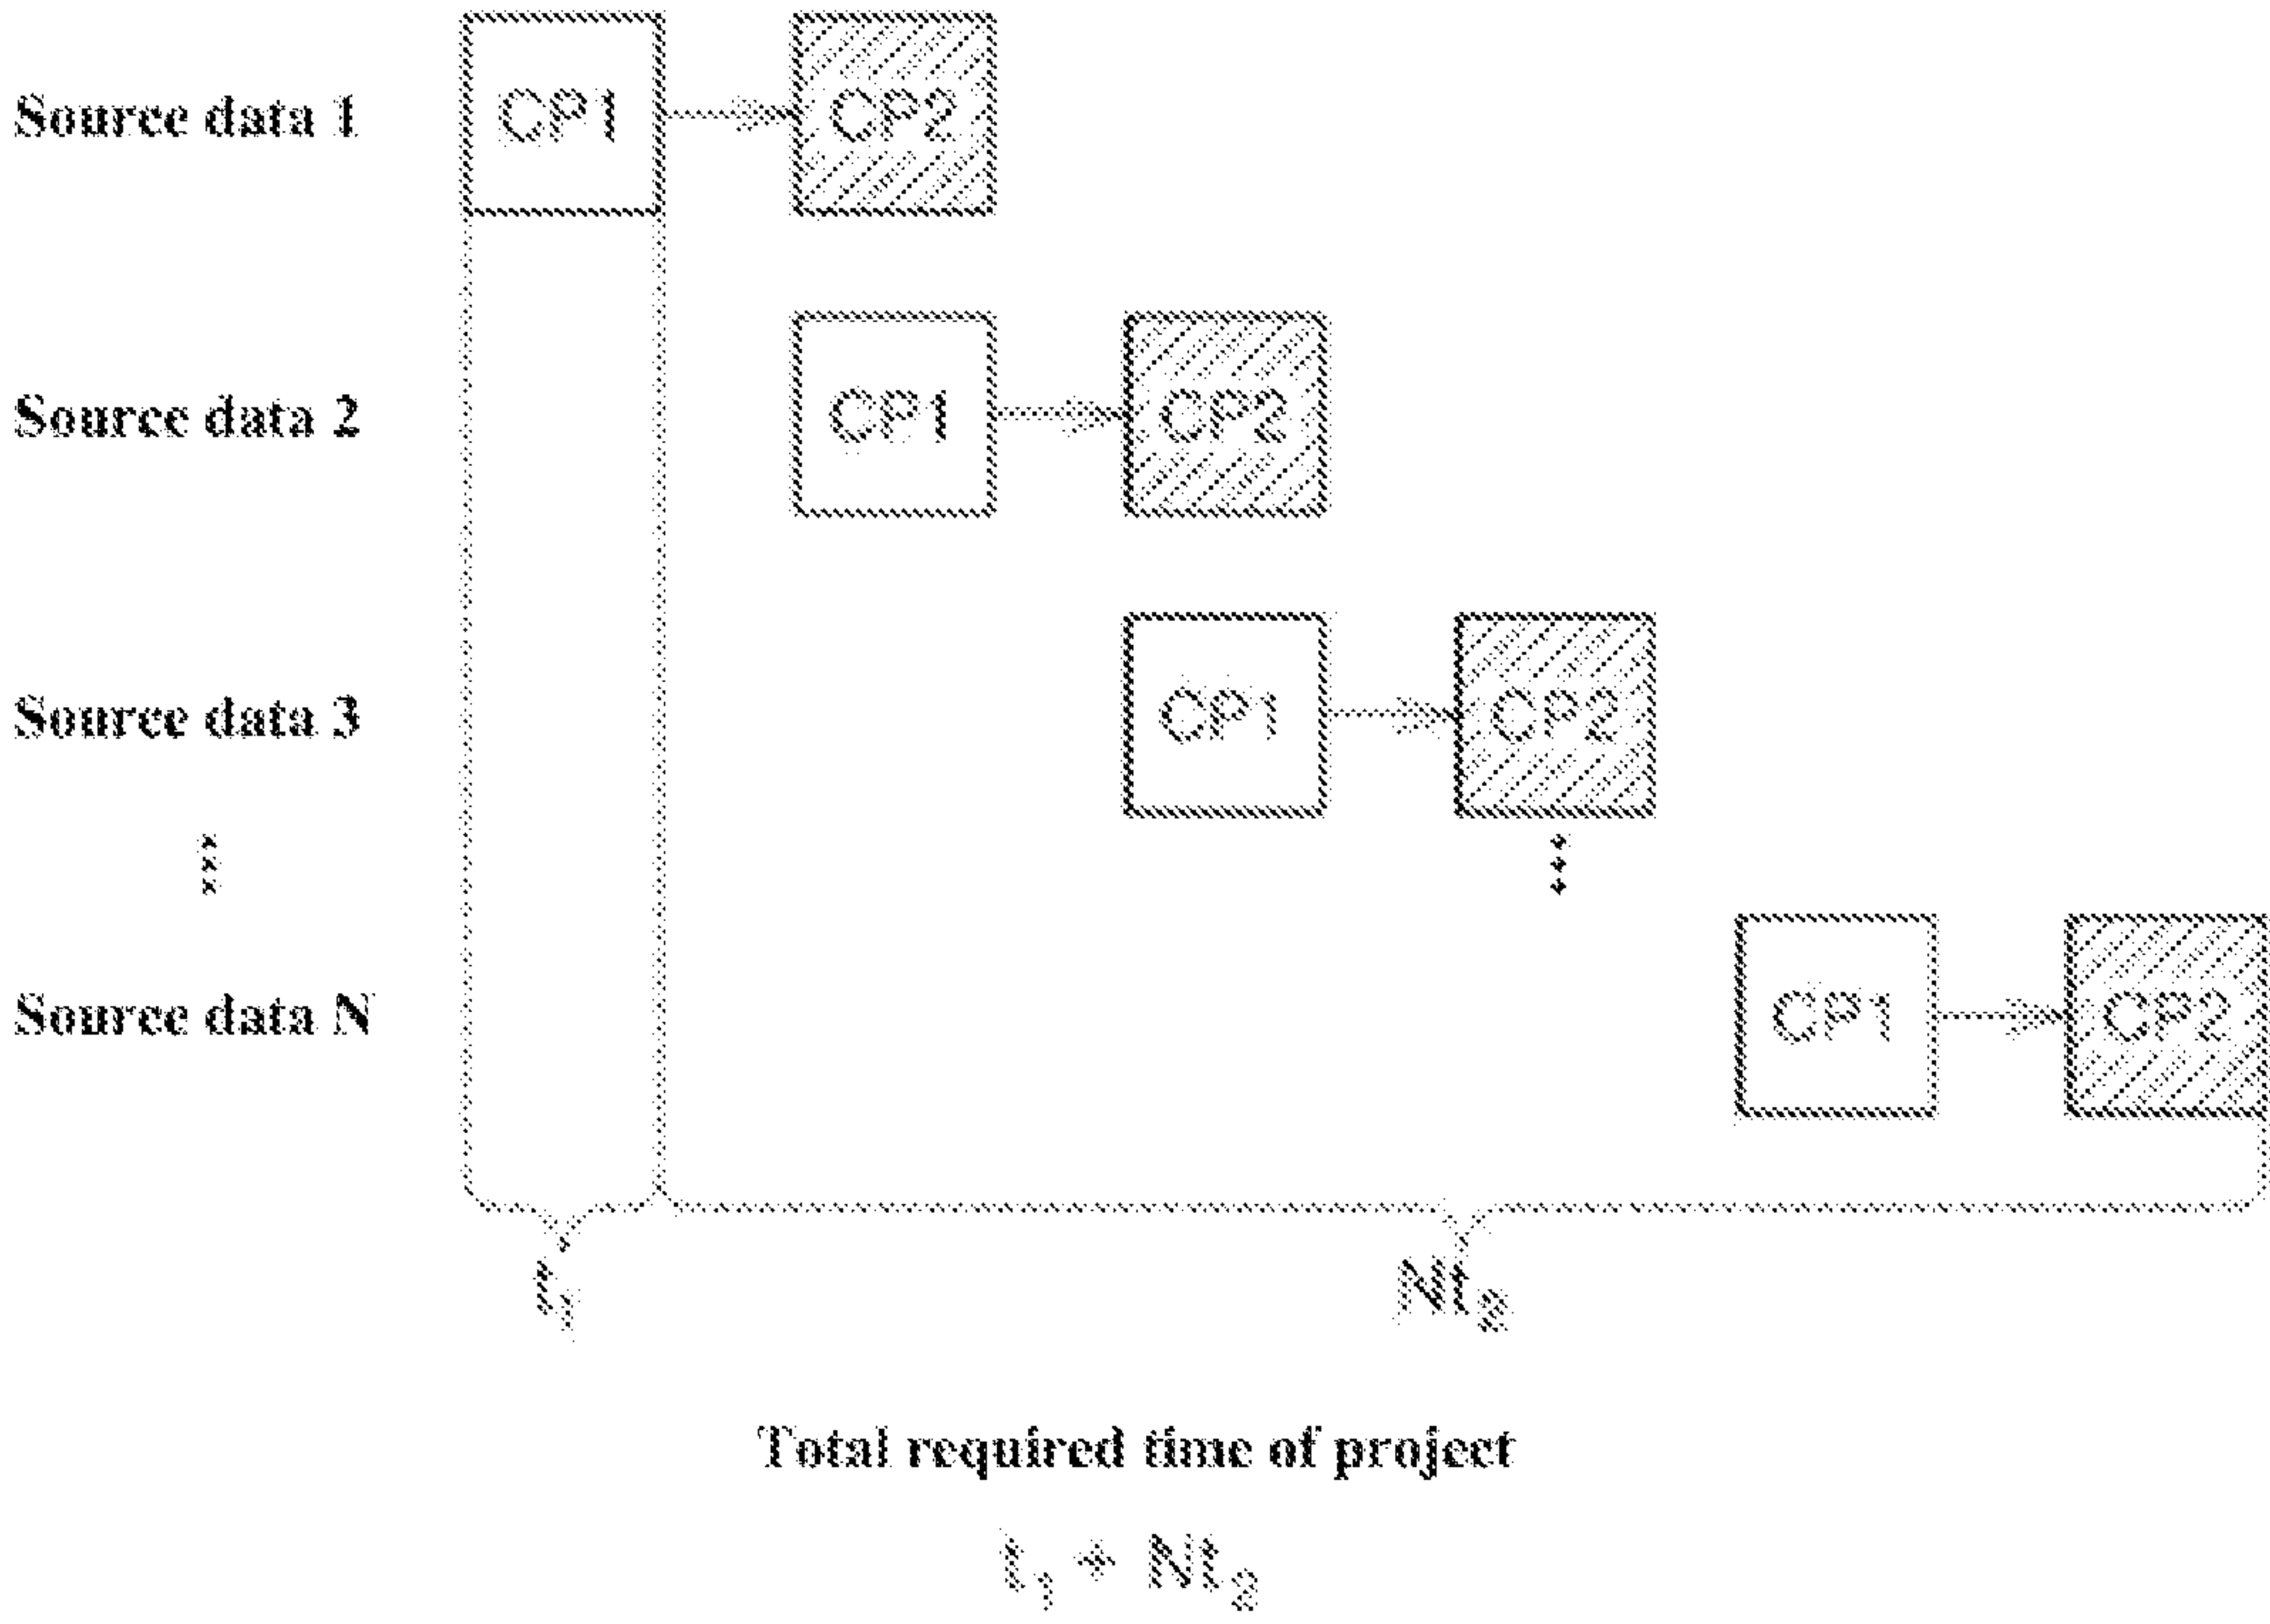 Source data 1 CP1 CP2
Source data 2 CP1 CP2
Source data 3 CP1 CP2
Source data N CP1 CP2
t₁ Nt₂
Total required time of project
t₁ + Nt₂